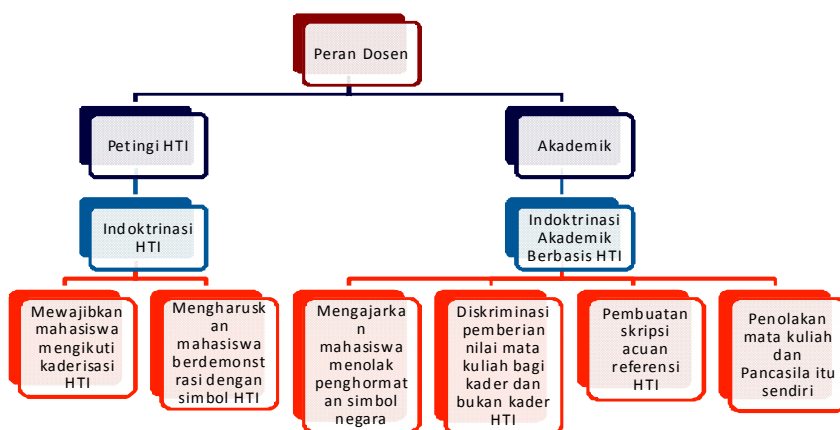 Peran Dosen
Petingi HTI
Akademik
Indoktrinasi
HTI
Indoktrinasi
Akademik
Berbasis HTI
Mewajibkan
mahasiswa
mengikuti
kaderisasi
HTI
Mengharusk
an
mahasiswa
berdemonst
rasi dengan
simbol HTI
Mengajarka
n
mahasiswa
menolak
penghormat
an simbol
negara
Diskriminasi
pemberian
nilai mata
kuliah bagi
kader dan
bukan kader
HTI
Pembuatan
skripsi
acuan
referensi
HTI
Penolakan
mata kuliah
dan
Pancasila itu
sendiri